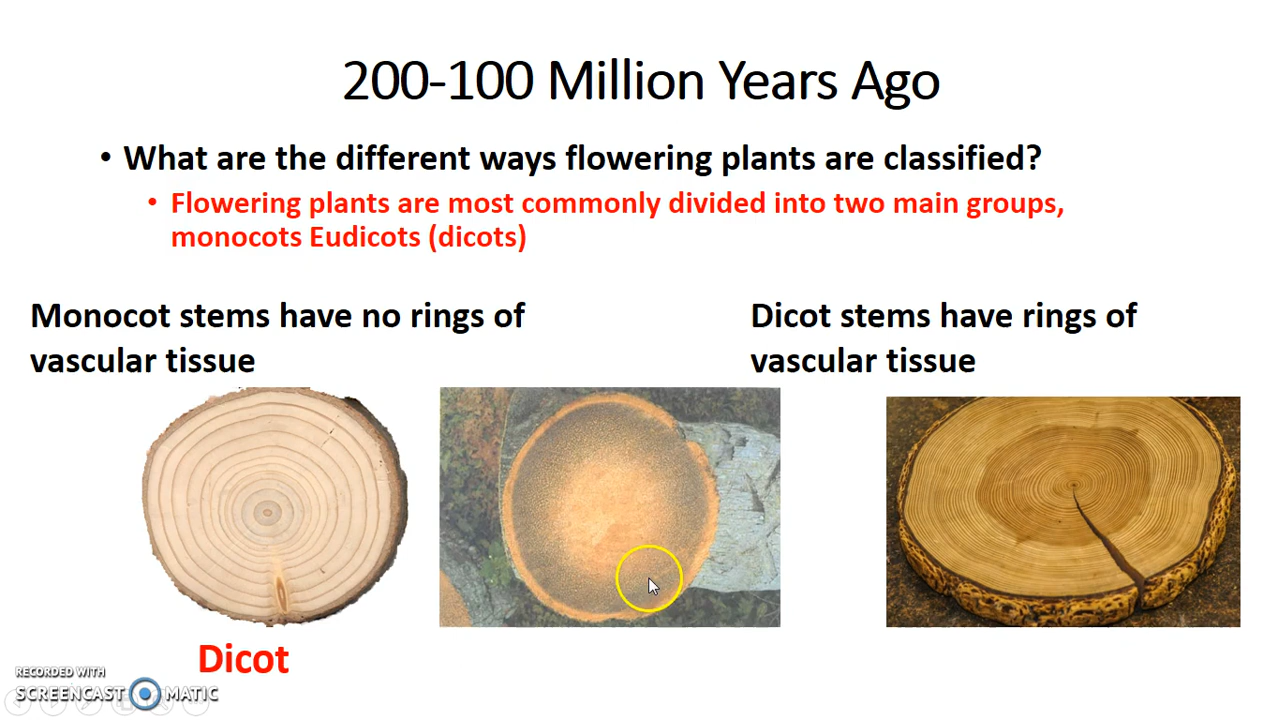 200-100 Million Years Ago
• What are the different ways flowering plants are classified?
• Flowering plants are most commonly divided into two main groups,
monocots Eudicots (dicots)
Monocot stems have no rings of
vascular tissue
Dicot stems have rings of
vascular tissue
Dicot
RECORDED WITH
SCREENCAST MATIC